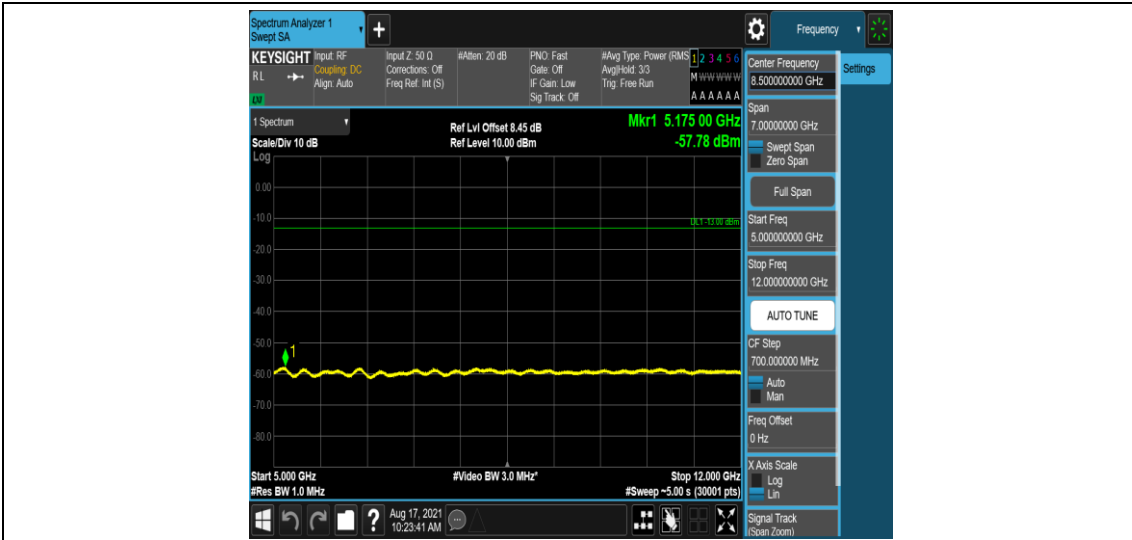 Spectrum Analyzer 1
Swept SA
+
Frequency
KEYSIGHT
RL
LXI
Input: RF
Coupling: DC
Align: Auto
Input Z: 50 Ω
Corrections: Off
Freq Ref: Int (S)
#Atten: 20 dB
PNO: Fast
Gate: Off
IF Gain: Low
Sig Track: Off
#Avg Type: Power (RMS
Avg|Hold: 3/3
Trig: Free Run
1 2 3 4 5 6
M W W W W W
A A A A A A
1 Spectrum
Scale/Div 10 dB
Log
Ref Lvl Offset 8.45 dB
Ref Level 10.00 dBm
Mkr1 5.175 00 GHz
-57.78 dBm
0.00
-10.0
DL1 -13.00 dBm
-20.0
-30.0
-40.0
-50.0
1
-60.0
-70.0
-80.0
Start 5.000 GHz
#Res BW 1.0 MHz
#Video BW 3.0 MHz*
Stop 12.000 GHz
#Sweep ~5.00 s (30001 pts)
?
Aug 17, 2021
10:23:41 AM
Center Frequency
8.500000000 GHz
Settings
Span
7.00000000 GHz
Swept Span
Zero Span
Full Span
Start Freq
5.000000000 GHz
Stop Freq
12.000000000 GHz
AUTO TUNE
CF Step
700.000000 MHz
Auto
Man
Freq Offset
0 Hz
X Axis Scale
Log
Lin
Signal Track
(Span Zoom)